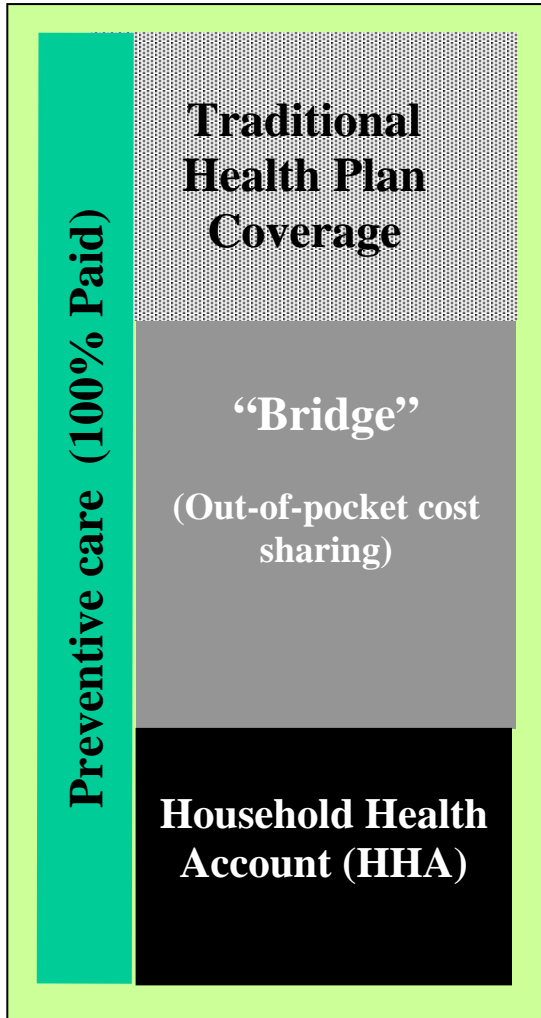 Traditional
Health Plan
Coverage
Preventive care (100% Paid)
“Bridge”
(Out-of-pocket cost
sharing)
Household Health
Account (HHA)